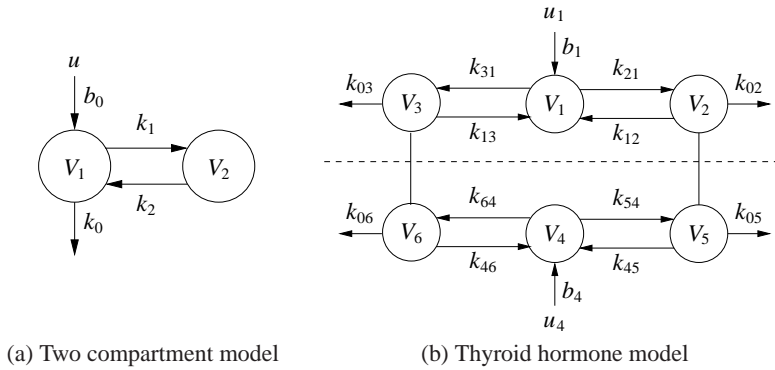 u
b₀
k₁
V₁
V₂
k₂
k₀
(a) Two compartment model
u₁
b₁
k₀₃
k₃₁
k₂₁
k₀₂
V₃
V₁
V₂
k₁₃
k₁₂
k₀₆
k₆₄
k₅₄
k₀₅
V₆
V₄
V₅
k₄₆
k₄₅
b₄
u₄
(b) Thyroid hormone model